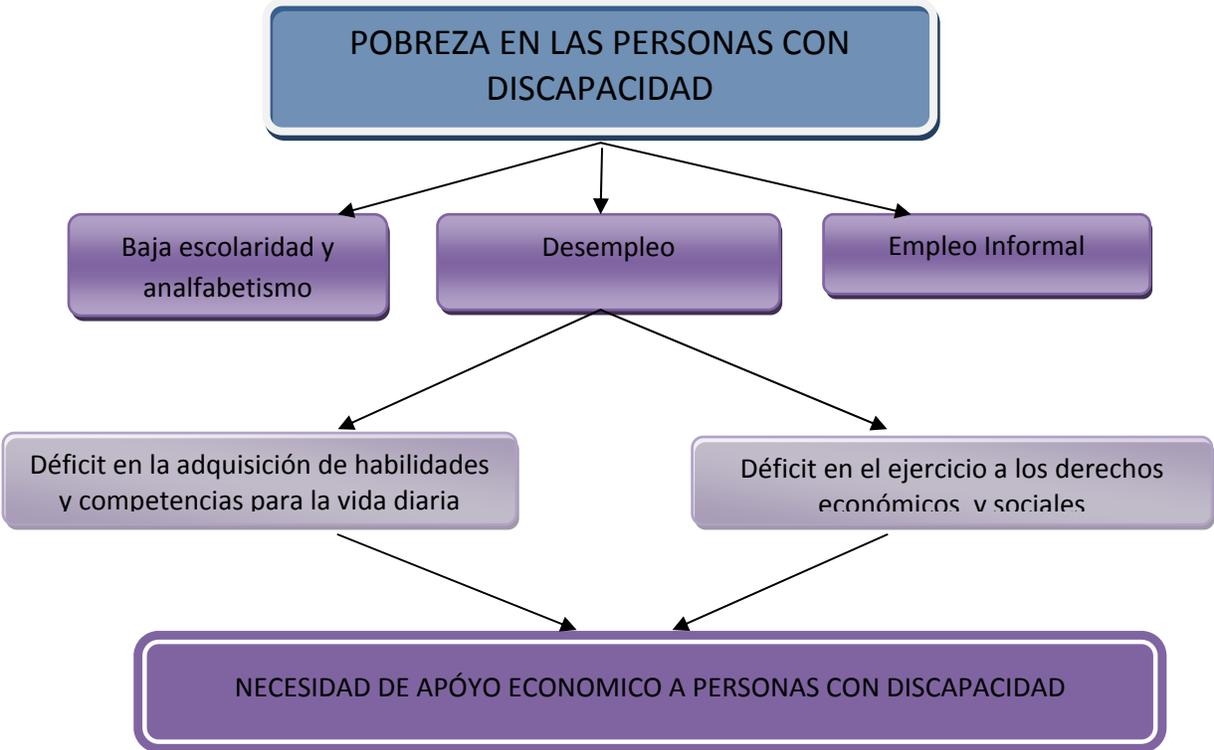 POBREZA EN LAS PERSONAS CON
DISCAPACIDAD
Baja escolaridad y
analfabetismo
Desempleo
Empleo Informal
Déficit en la adquisición de habilidades
y competencias para la vida diaria
Déficit en el ejercicio a los derechos
económicos y sociales
NECESIDAD DE APÓYO ECONOMICO A PERSONAS CON DISCAPACIDAD